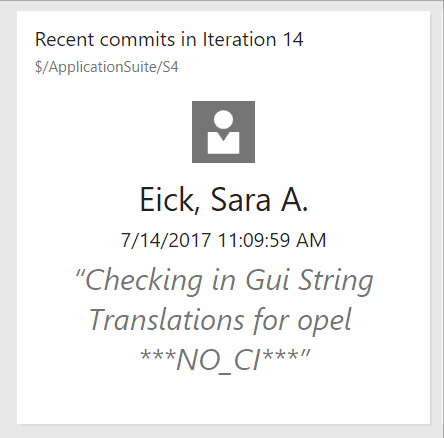 Recent commits in Iteration 14
$/ApplicationSuite/S4
Eick, Sara A.
7/14/2017 11:09:59 AM
“Checking in Gui String
Translations for opel
***NO_CI***”